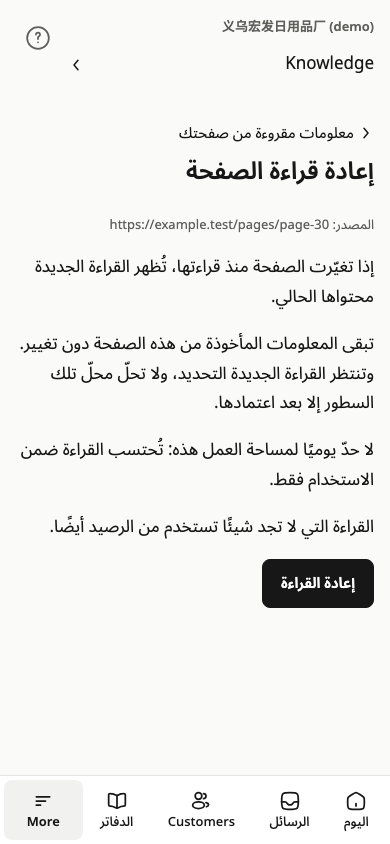 义乌宏发日用品厂 (demo)
Knowledge
معلومات مقروءة من صفحتك
إعادة قراءة الصفحة
المصدر: https://example.test/pages/page-30
إذا تغيّرت الصفحة منذ قراءتها، تُظهر القراءة الجديدة
محتواها الحالي.
تبقى المعلومات المأخوذة من هذه الصفحة دون تغيير.
وتنتظر القراءة الجديدة التحديد، ولا تحلّ محلّ تلك
السطور إلا بعد اعتمادها.
لا حدّ يوميًا لمساحة العمل هذه: تُحتسب القراءة ضمن
الاستخدام فقط.
القراءة التي لا تجد شيئًا تستخدم من الرصيد أيضًا.
إعادة القراءة
اليوم
الرسائل
Customers
الدفاتر
More